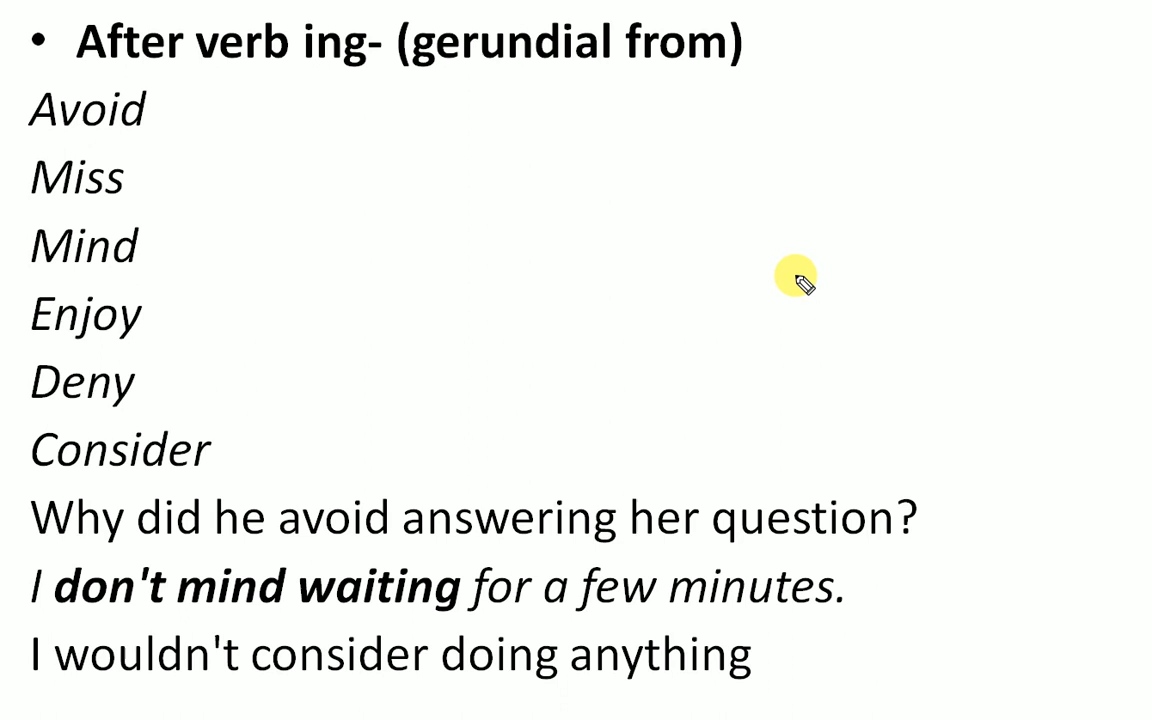 • After verb ing- (gerundial from)
Avoid
Miss
Mind
Enjoy
Deny
Consider
Why did he avoid answering her question?
I don't mind waiting for a few minutes.
I wouldn't consider doing anything